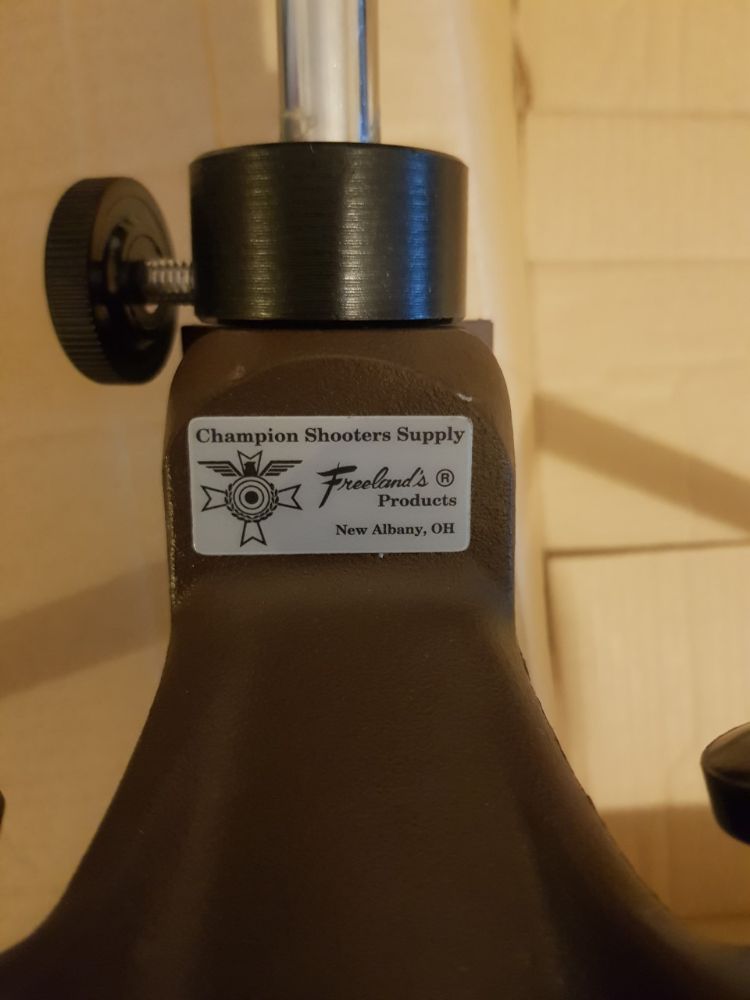 Champion Shooters Supply
Freeland's ®
Products
New Albany, OH